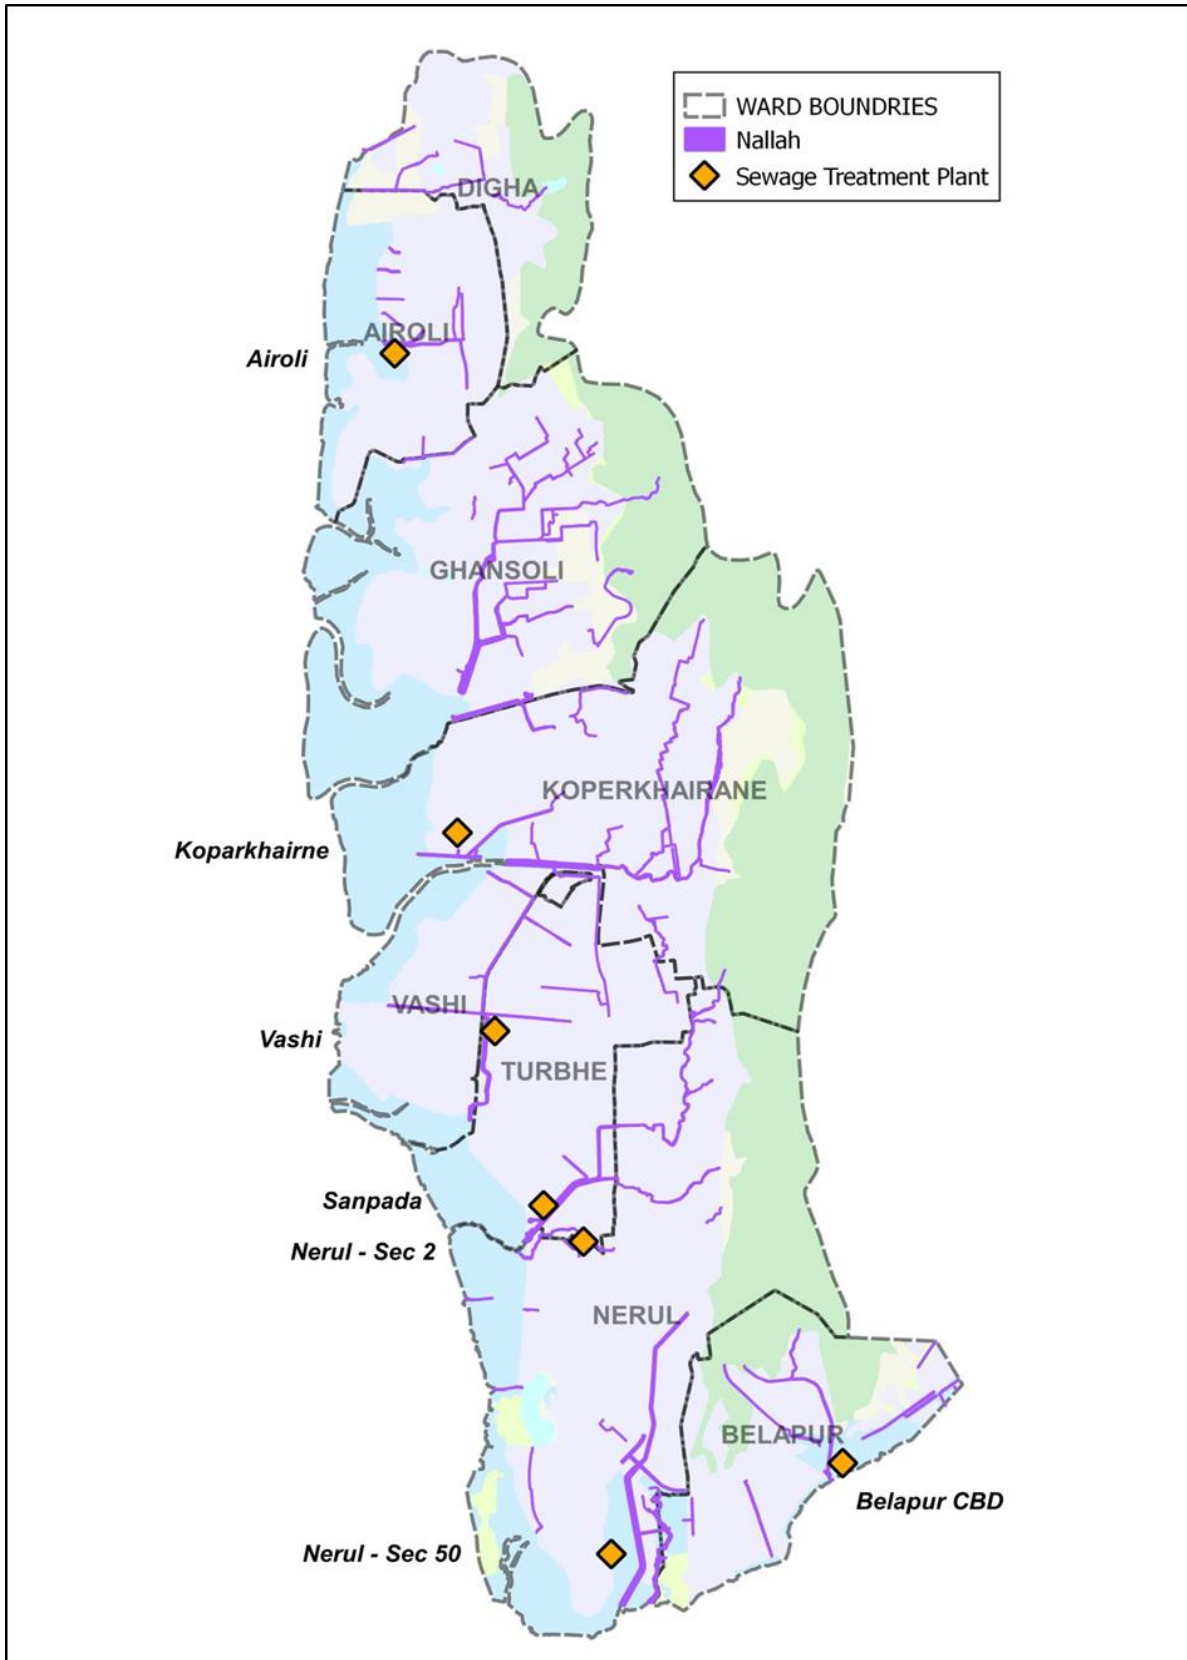 WARD BOUNDRIES
Nallah
Sewage Treatment Plant
DIGHA
AIROLI
Airoli
GHANSOLI
KOPERKHAIRANE
Koparkhairne
VASHI
Vashi
TURBHE
Sanpada
Nerul - Sec 2
NERUL
BELAPUR
Belapur CBD
Nerul - Sec 50